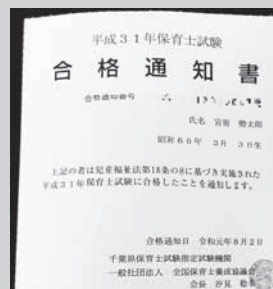 平成31年保育士試験
合格通知書
合格通知番号
氏名
昭和60年 3月 3日生
上記の者は児童福祉法第18条の8に基づき実施された
平成31年保育士試験に合格したことを通知します。
合格通知日 令和元年8月2日
千葉県保育士試験指定試験機関
一般社団法人 全国保育士養成協議会
会長 汐見